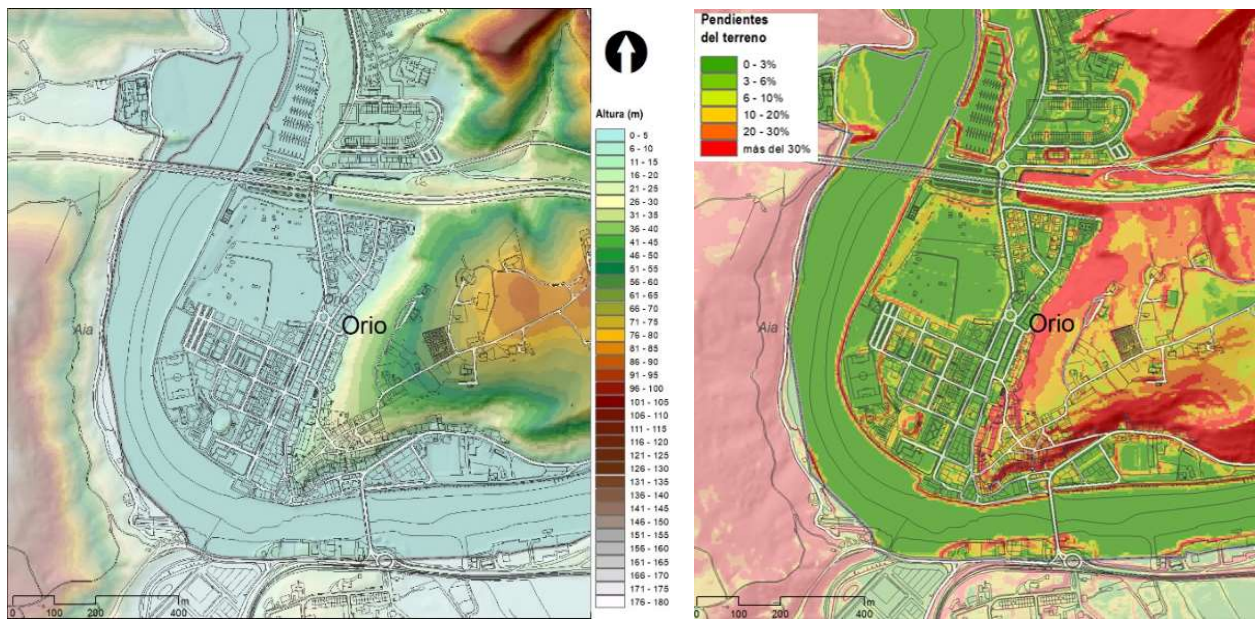 Orio
Orio
Aia
0 100 200 400 m
Altura (m)
0 - 5
6 - 10
11 - 15
16 - 20
21 - 25
26 - 30
31 - 35
36 - 40
41 - 45
46 - 50
51 - 55
56 - 60
61 - 65
66 - 70
71 - 75
76 - 80
81 - 85
86 - 90
91 - 95
96 - 100
101 - 105
106 - 110
111 - 115
116 - 120
121 - 125
126 - 130
131 - 135
136 - 140
141 - 145
146 - 150
151 - 155
156 - 160
161 - 165
166 - 170
171 - 175
176 - 180
Pendientes
del terreno
0 - 3%
3 - 6%
6 - 10%
10 - 20%
20 - 30%
más del 30%
Orio
Orio
Aia
0 100 200 400 m